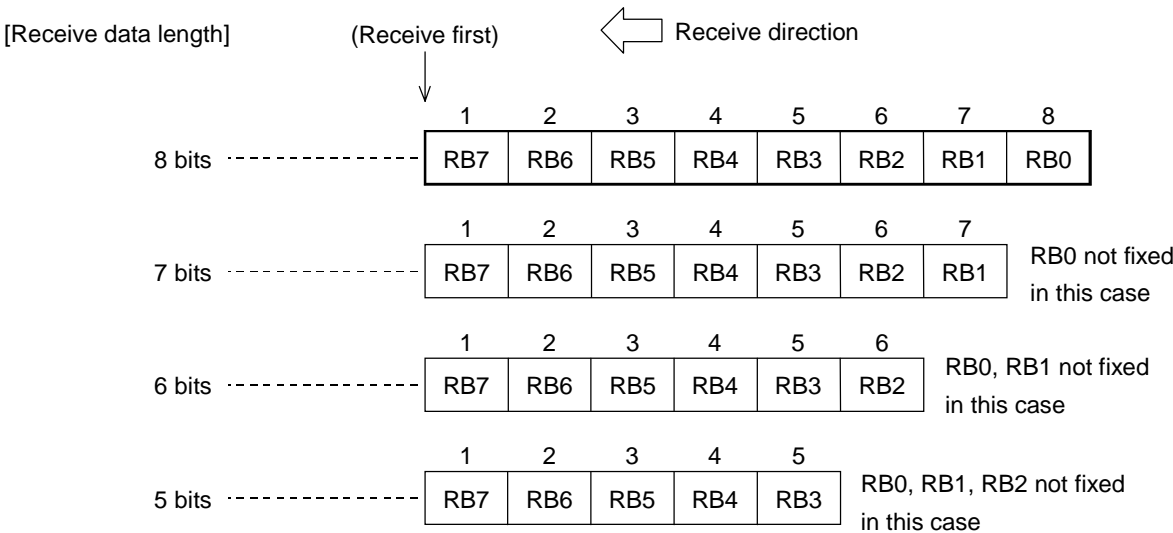 [Receive data length] (Receive first) Receive direction
1 2 3 4 5 6 7 8
8 bits RB7 RB6 RB5 RB4 RB3 RB2 RB1 RB0
1 2 3 4 5 6 7
7 bits RB7 RB6 RB5 RB4 RB3 RB2 RB1 RB0 not fixed
in this case
1 2 3 4 5 6
6 bits RB7 RB6 RB5 RB4 RB3 RB2 RB0, RB1 not fixed
in this case
1 2 3 4 5
5 bits RB7 RB6 RB5 RB4 RB3 RB0, RB1, RB2 not fixed
in this case